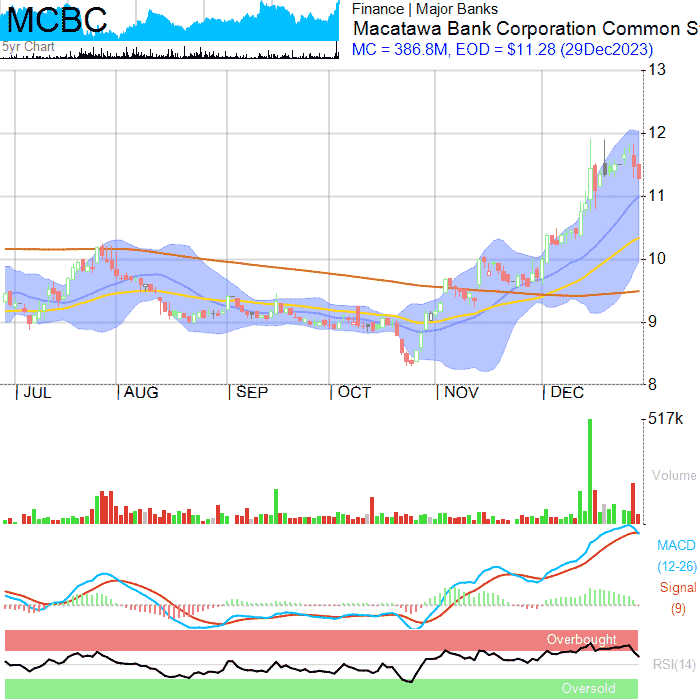 MCBC
5yr Chart
Finance | Major Banks
Macatawa Bank Corporation Common S
MC = 386.8M, EOD = $11.28 (29Dec2023)
13
12
11
10
9
8
JUL AUG SEP OCT NOV DEC
517k
Volume
MACD
(12-26)
Signal
(9)
Overbought
RSI(14)
Oversold